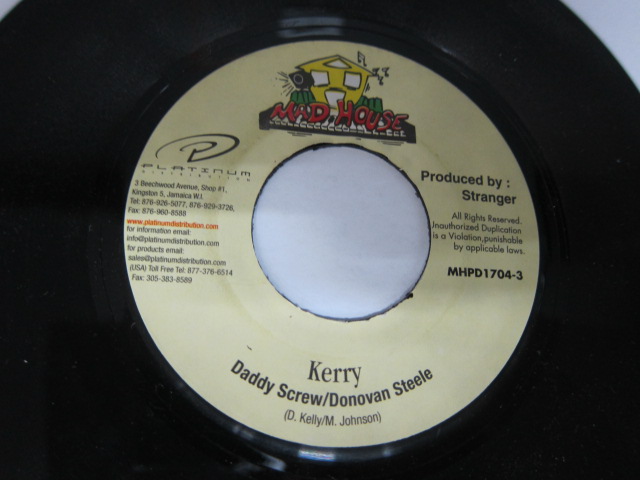 MAD HOUSE
PLATINUM
DISTRIBUTION
3 Beechwood Avenue, Shop #1,
Kingston 5, Jamaica W.I.
Tel: 876-926-5077, 876-929-3726,
Fax: 876-960-8588
www.platinumdistribution.com
for information email:
info@platinumdistribution.com
for products email:
sales@platinumdistribution.com
(USA) Toll Free Tel: 877-376-6514
Fax: 305-383-8589
Produced by :
Stranger
All Rights Reserved.
Unauthorized Duplication
is a Violation,punishable
by applicable laws.
MHPD1704-3
Kerry
Daddy Screw/Donovan Steele
(D. Kelly/M. Johnson)